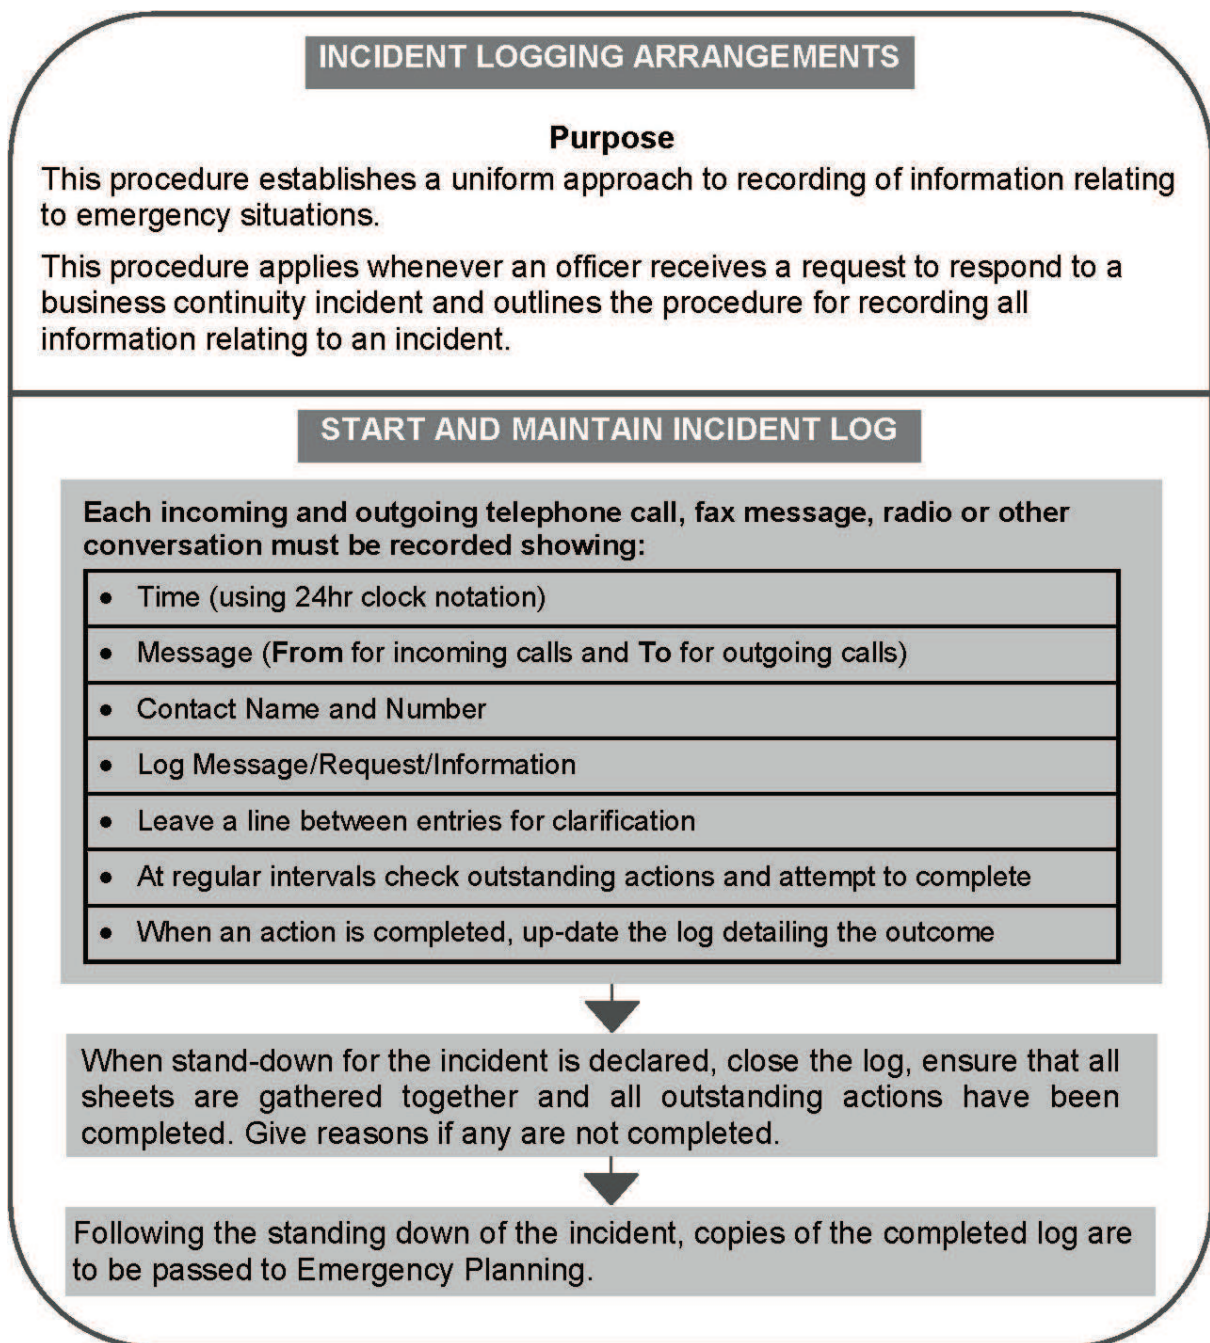 INCIDENT LOGGING ARRANGEMENTS
Purpose
This procedure establishes a uniform approach to recording of information relating
to emergency situations.
This procedure applies whenever an officer receives a request to respond to a
business continuity incident and outlines the procedure for recording all
information relating to an incident.
START AND MAINTAIN INCIDENT LOG
Each incoming and outgoing telephone call, fax message, radio or other
conversation must be recorded showing:
• Time (using 24hr clock notation)
• Message (From for incoming calls and To for outgoing calls)
• Contact Name and Number
• Log Message/Request/Information
• Leave a line between entries for clarification
• At regular intervals check outstanding actions and attempt to complete
• When an action is completed, up-date the log detailing the outcome
When stand-down for the incident is declared, close the log, ensure that all
sheets are gathered together and all outstanding actions have been
completed. Give reasons if any are not completed.
Following the standing down of the incident, copies of the completed log are
to be passed to Emergency Planning.